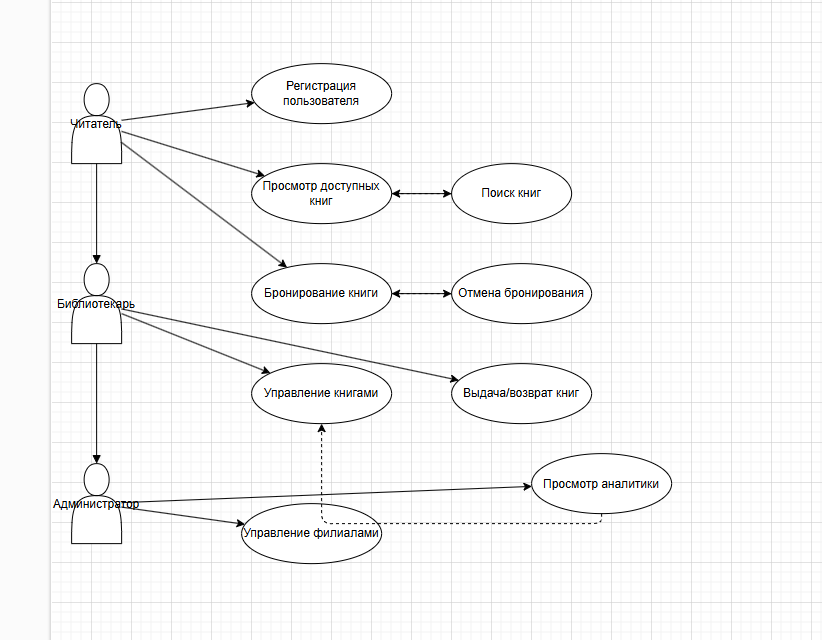 Регистрация
пользователя
Читатель
Просмотр доступных
книг
Поиск книг
Библиотекарь
Бронирование книги
Отмена бронирования
Управление книгами
Выдача/возврат книг
Просмотр аналитики
Администратор
Управление филиалами